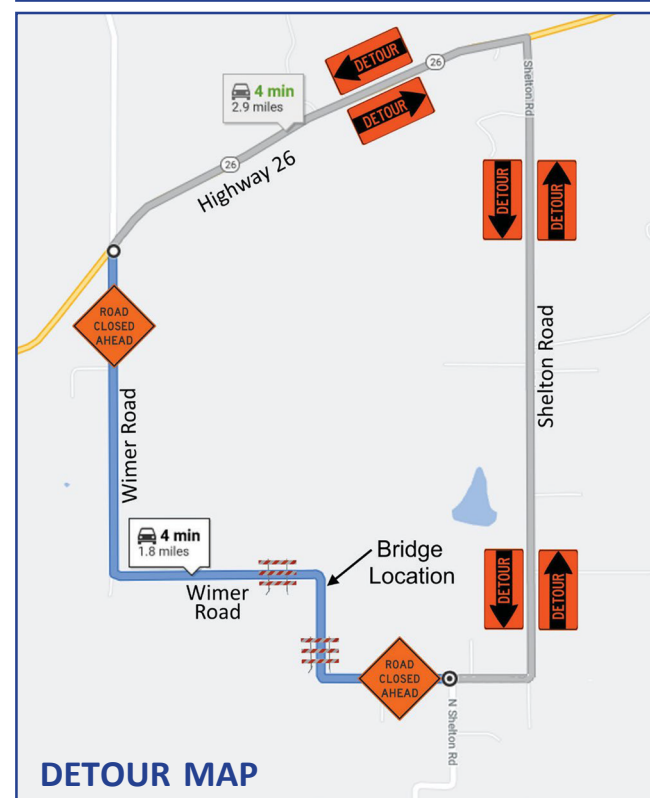 DETOUR
26
4 min
2.9 miles
DETOUR
Shelton Rd
26
Highway 26
DETOUR
DETOUR
ROAD
CLOSED
AHEAD
Shelton Road
Wimer Road
4 min
1.8 miles
Bridge
Location
Wimer
Road
DETOUR
DETOUR
ROAD
CLOSED
AHEAD
N Shelton Rd
DETOUR MAP